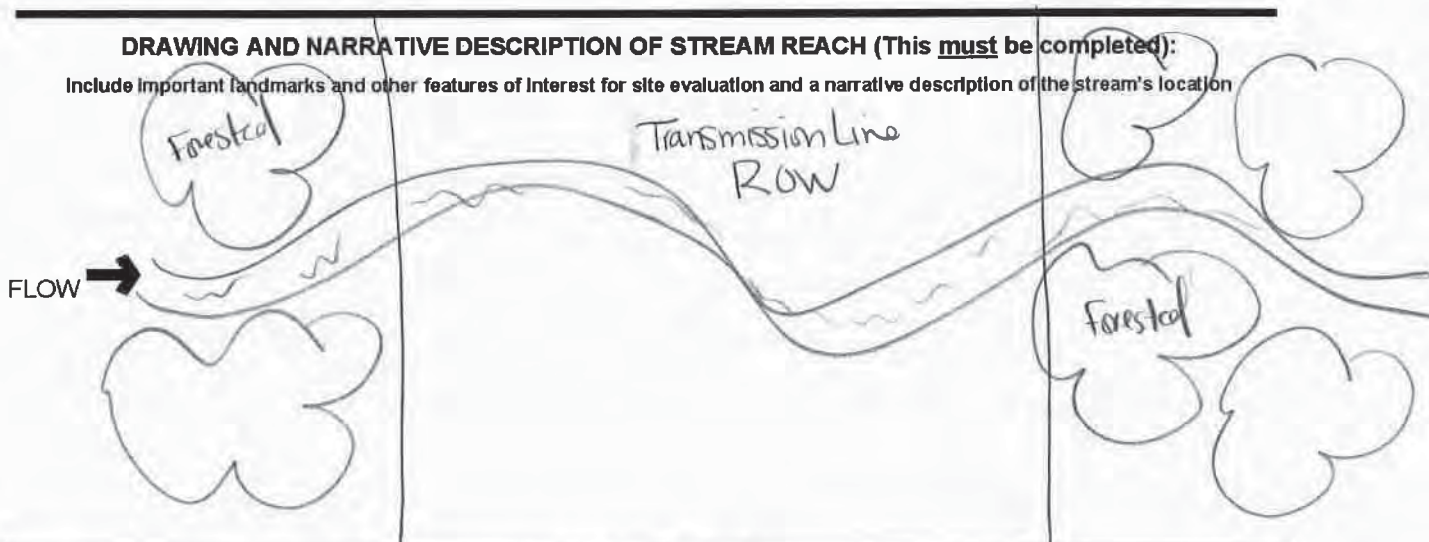 DRAWING AND NARRATIVE DESCRIPTION OF STREAM REACH (This must be completed):
Include important landmarks and other features of interest for site evaluation and a narrative description of the stream's location
Forested
Transmission Line
ROW
FLOW
Forested